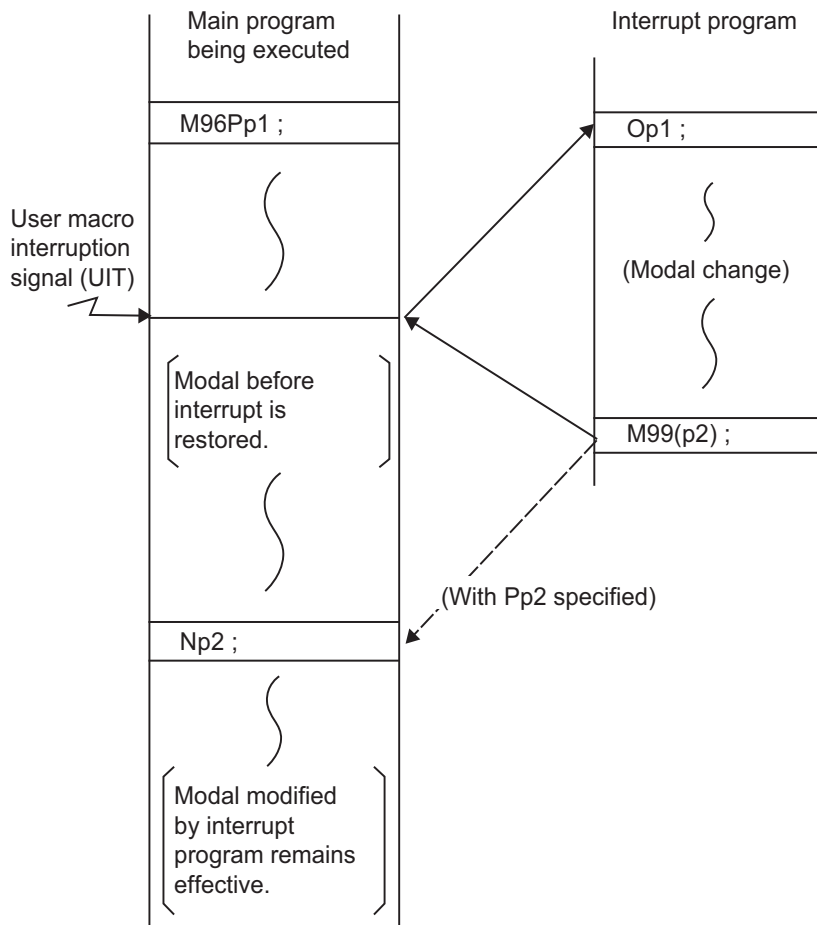 Main program
being executed
Interrupt program
M96Pp1 ;
Op1 ;
User macro
interruption
signal (UIT)
(Modal change)
Modal before
interrupt is
restored.
M99(p2) ;
(With Pp2 specified)
Np2 ;
Modal modified
by interrupt
program remains
effective.